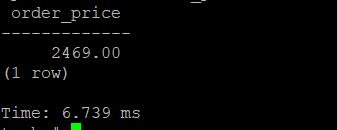 order_price
-------------
2469.00
(1 row)
Time: 6.739 ms